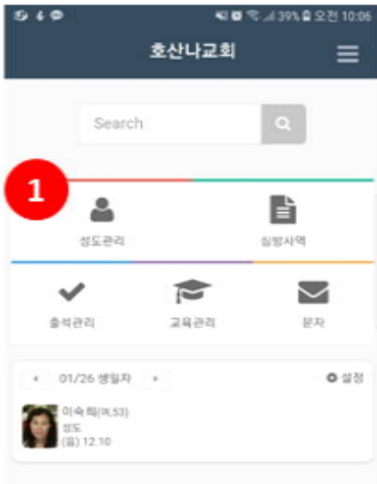 39% 오전 10:06
호산나교회
Search
1
성도관리 심방사역
출석관리 교육관리 문자
01/26 생일자 설정
이숙희(여,53)
성도
(음) 12.10